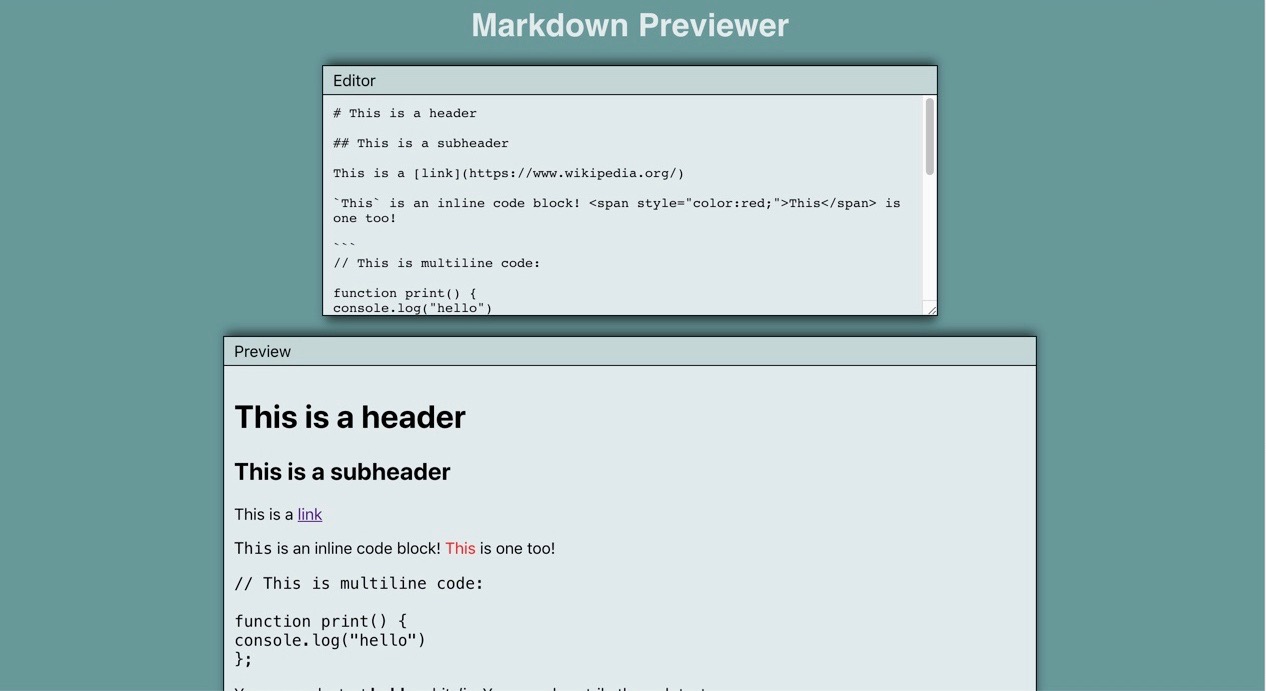 Markdown Previewer
Editor
# This is a header
## This is a subheader
This is a [link](https://www.wikipedia.org/)
`This` is an inline code block! <span style="color:red;">This</span> is
one too!
```
// This is multiline code:
function print() {
console.log("hello")
Preview
This is a header
This is a subheader
This is a link
This is an inline code block! This is one too!
// This is multiline code:
function print() {
console.log("hello")
};